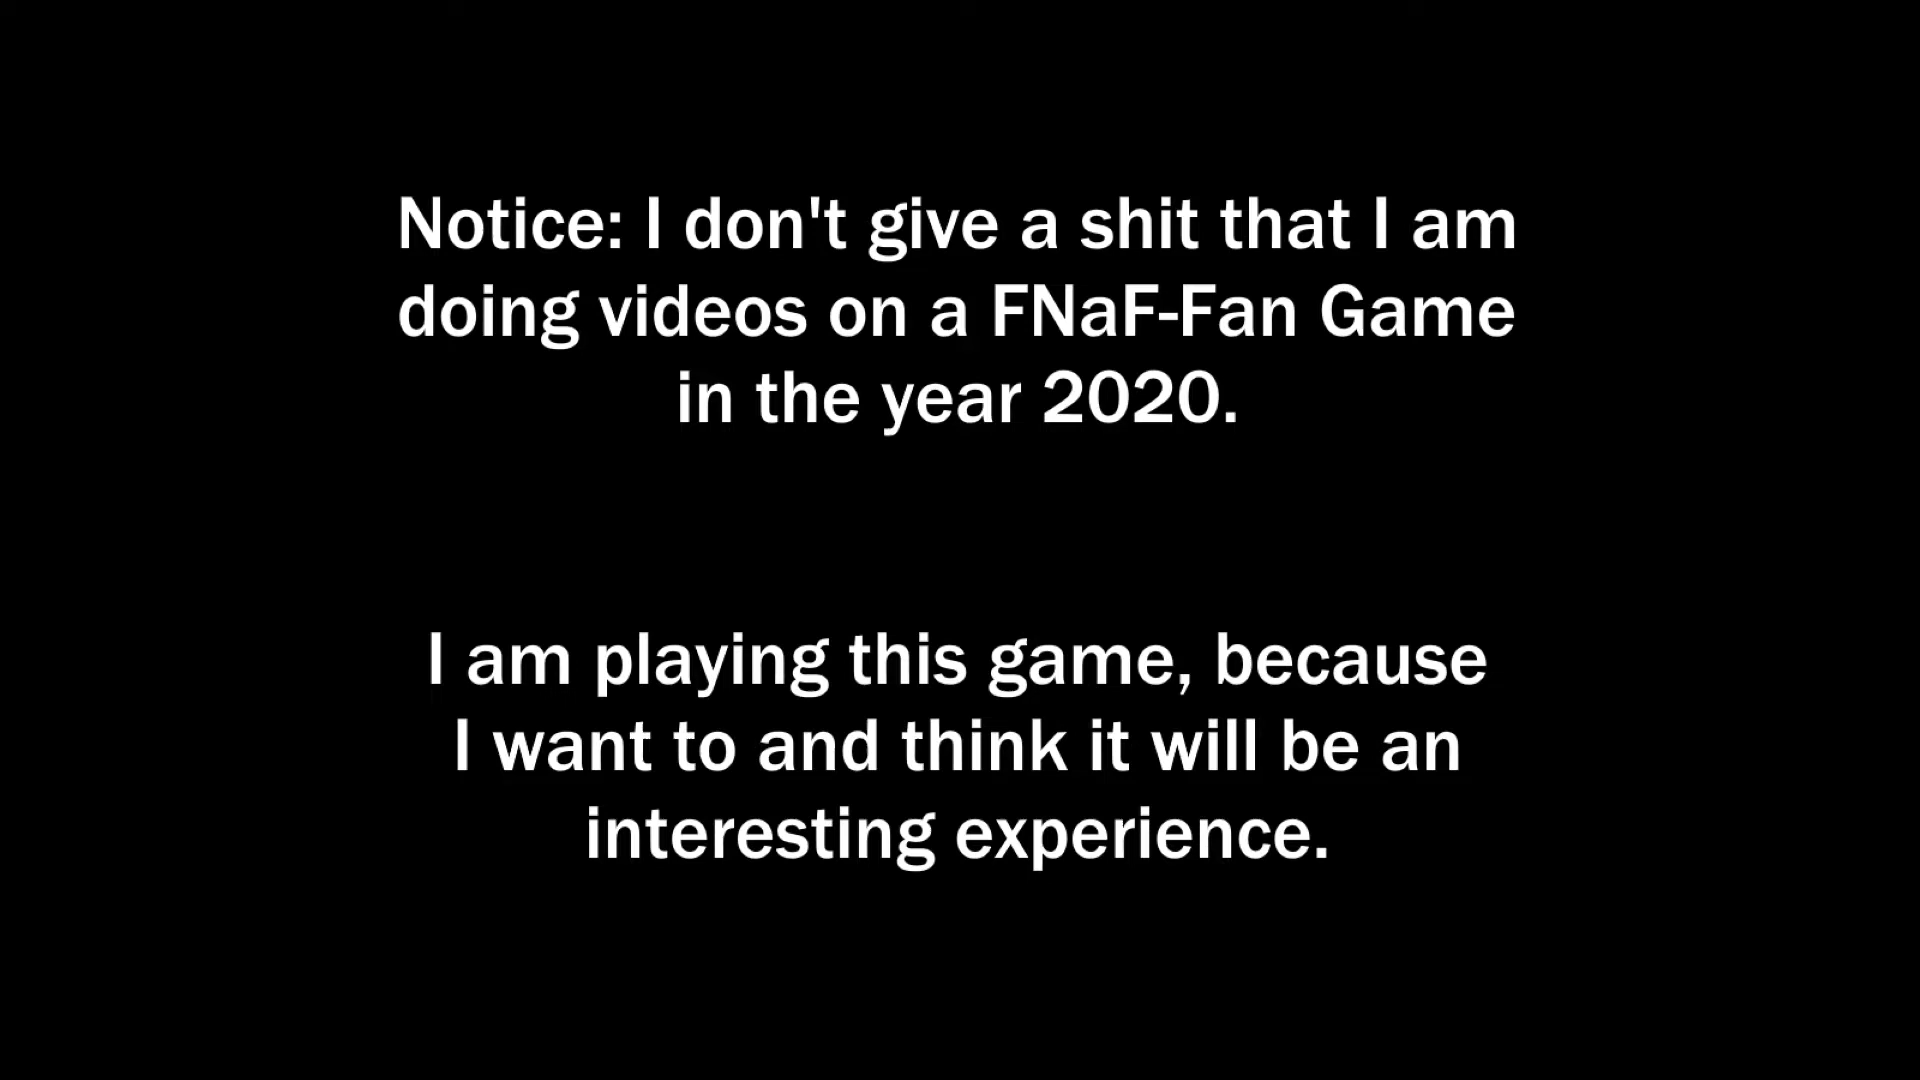 Notice: I don't give a shit that I am
doing videos on a FNaF-Fan Game
in the year 2020.
I am playing this game, because
I want to and think it will be an
interesting experience.